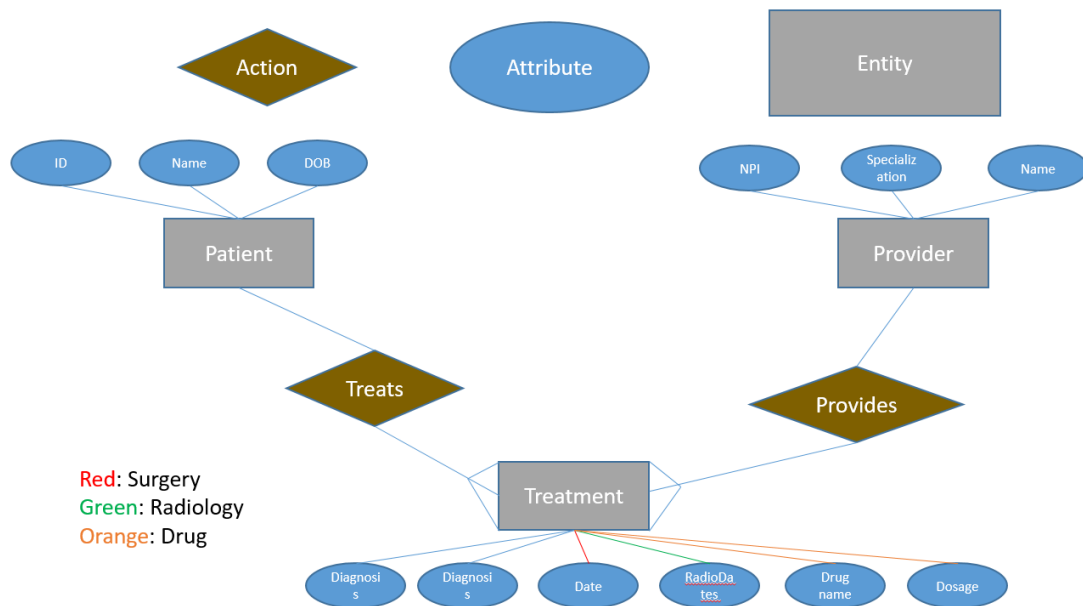 Action
Attribute
Entity
ID
Name
DOB
NPI
Specializ
ation
Name
Patient
Provider
Treats
Provides
Red: Surgery
Green: Radiology
Orange: Drug
Treatment
Diagnosi
s
Diagnosi
s
Date
RadioDa
tes
Drug
name
Dosage